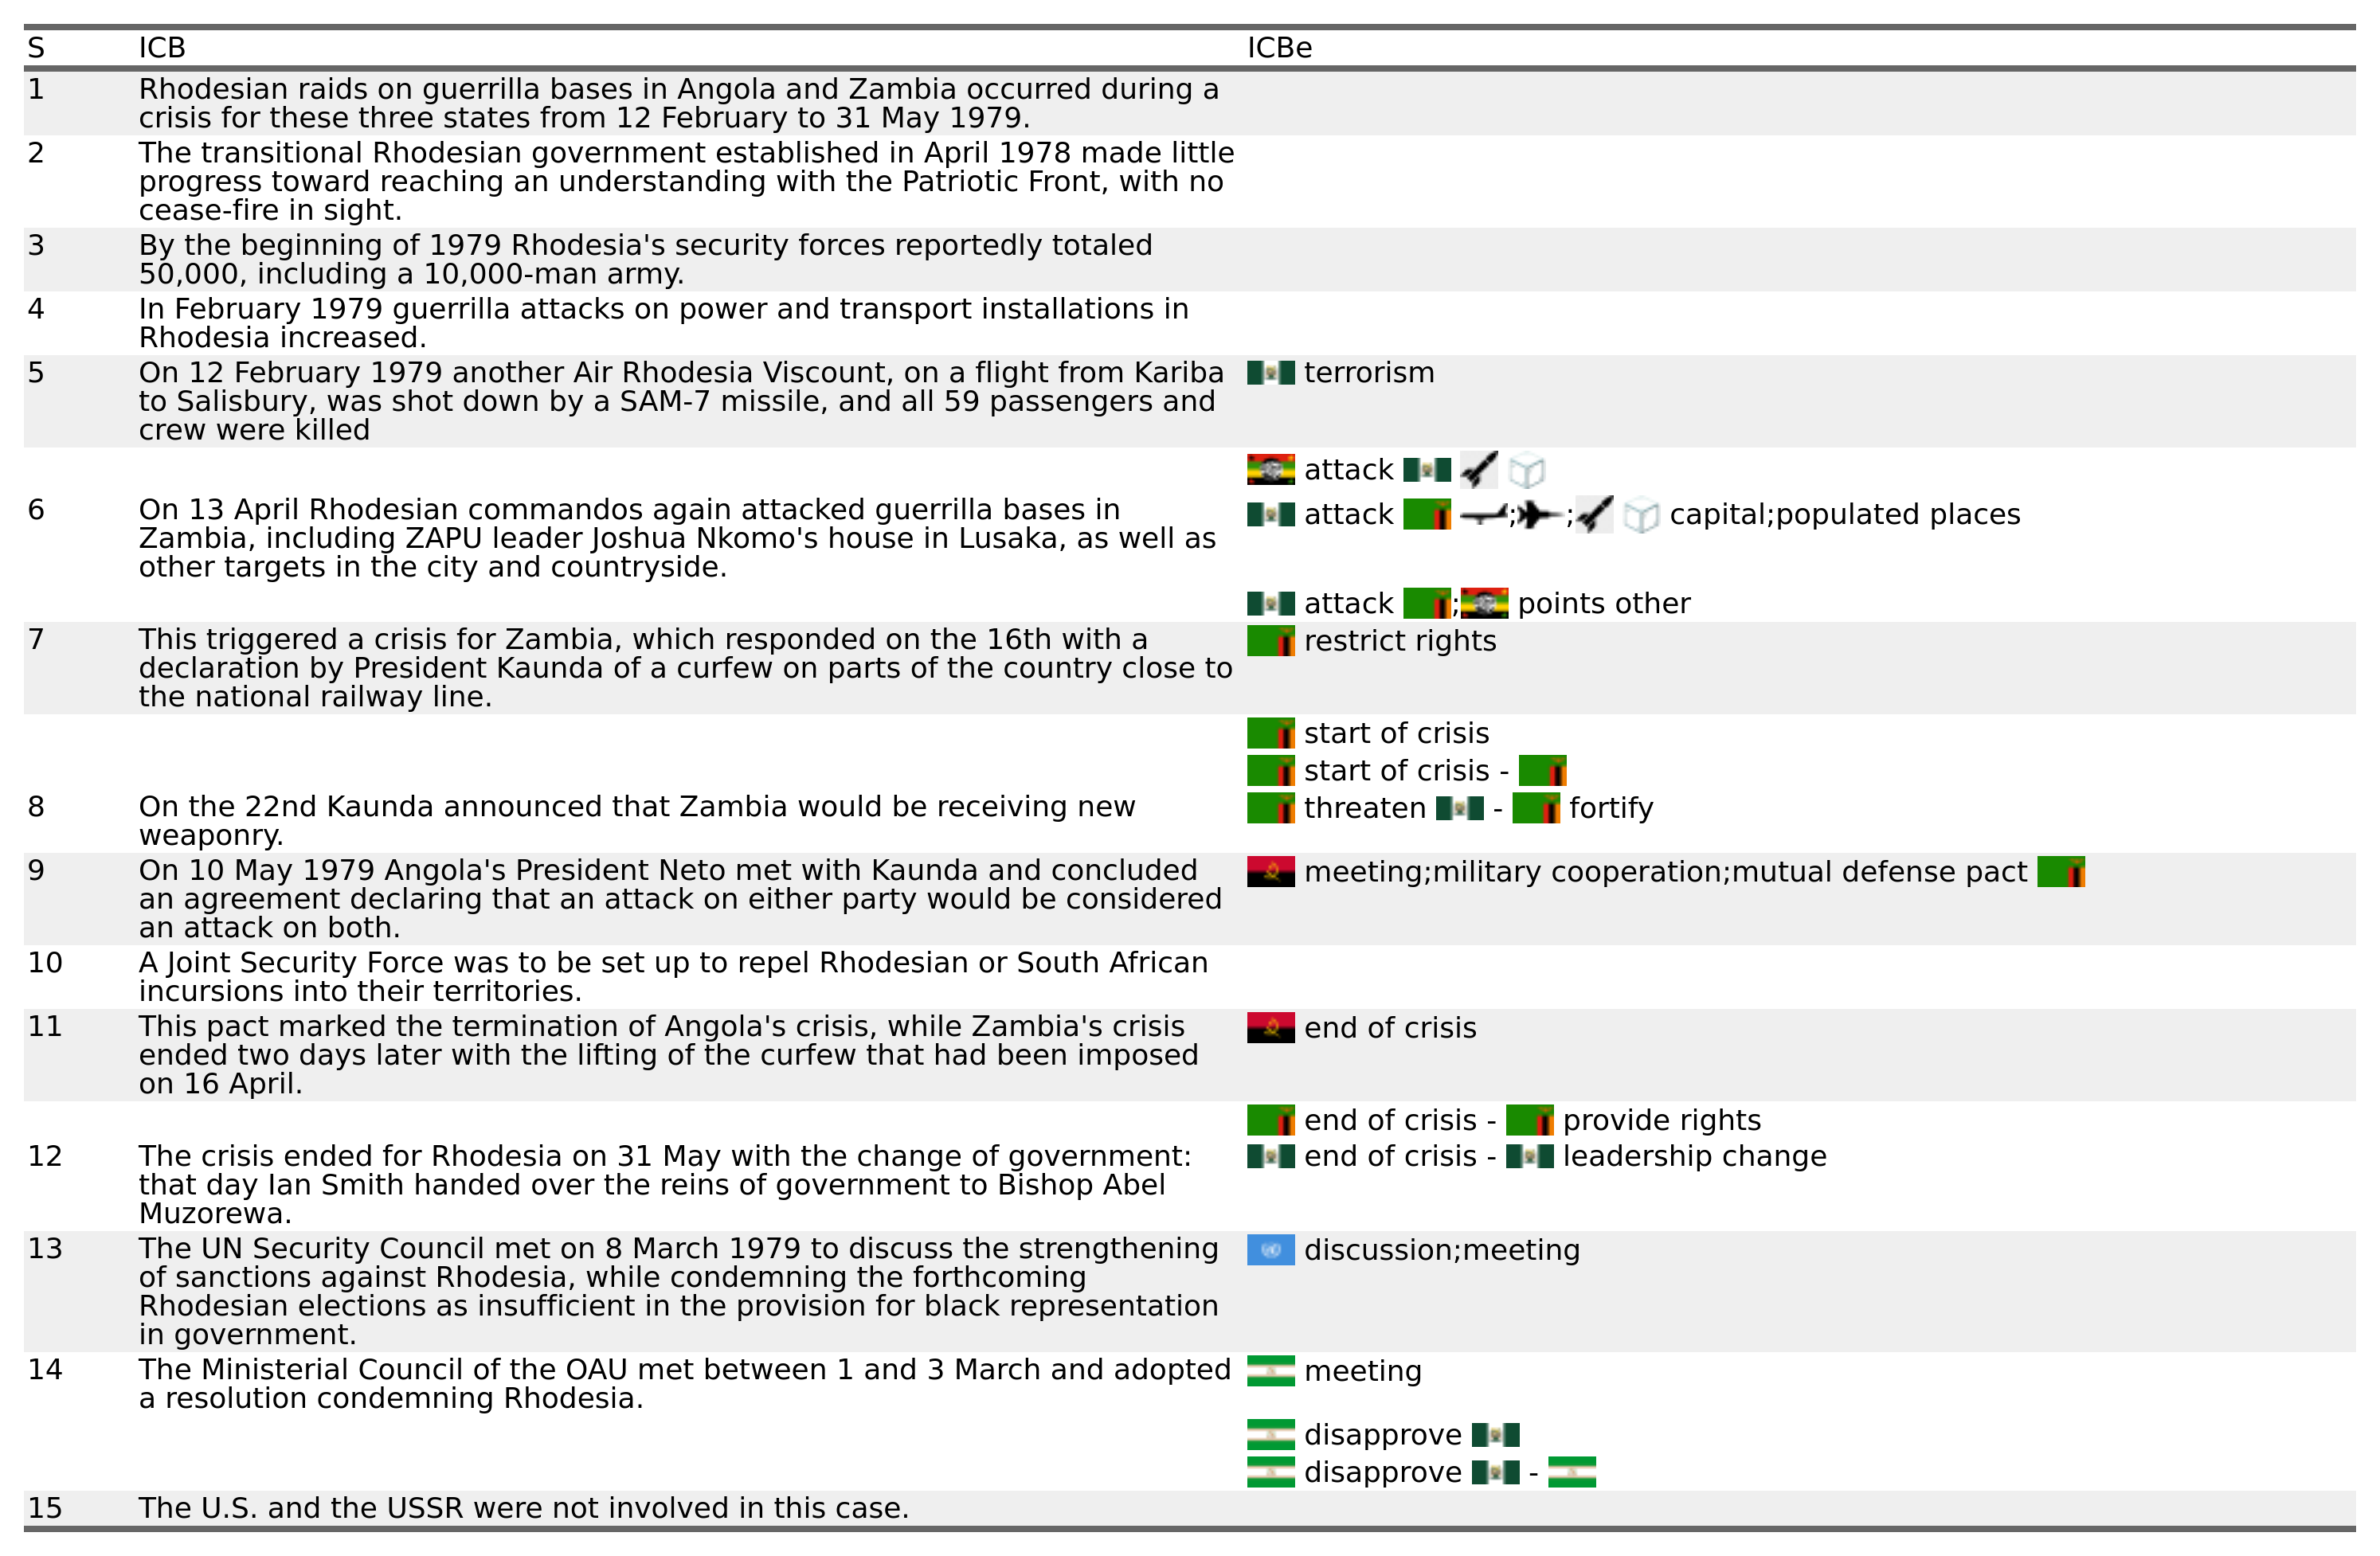 S ICB ICBe
1 Rhodesian raids on guerrilla bases in Angola and Zambia occurred during a
crisis for these three states from 12 February to 31 May 1979.
2 The transitional Rhodesian government established in April 1978 made little
progress toward reaching an understanding with the Patriotic Front, with no
cease-fire in sight.
3 By the beginning of 1979 Rhodesia's security forces reportedly totaled
50,000, including a 10,000-man army.
4 In February 1979 guerrilla attacks on power and transport installations in
Rhodesia increased.
5 On 12 February 1979 another Air Rhodesia Viscount, on a flight from Kariba terrorism
to Salisbury, was shot down by a SAM-7 missile, and all 59 passengers and
crew were killed
attack
6 On 13 April Rhodesian commandos again attacked guerrilla bases in attack ; ; capital;populated places
Zambia, including ZAPU leader Joshua Nkomo's house in Lusaka, as well as
other targets in the city and countryside.
attack ; points other
7 This triggered a crisis for Zambia, which responded on the 16th with a restrict rights
declaration by President Kaunda of a curfew on parts of the country close to
the national railway line.
start of crisis
start of crisis -
8 On the 22nd Kaunda announced that Zambia would be receiving new threaten - fortify
weaponry.
9 On 10 May 1979 Angola's President Neto met with Kaunda and concluded meeting;military cooperation;mutual defense pact
an agreement declaring that an attack on either party would be considered
an attack on both.
10 A Joint Security Force was to be set up to repel Rhodesian or South African
incursions into their territories.
11 This pact marked the termination of Angola's crisis, while Zambia's crisis end of crisis
ended two days later with the lifting of the curfew that had been imposed
on 16 April.
end of crisis - provide rights
12 The crisis ended for Rhodesia on 31 May with the change of government: end of crisis - leadership change
that day Ian Smith handed over the reins of government to Bishop Abel
Muzorewa.
13 The UN Security Council met on 8 March 1979 to discuss the strengthening discussion;meeting
of sanctions against Rhodesia, while condemning the forthcoming
Rhodesian elections as insufficient in the provision for black representation
in government.
14 The Ministerial Council of the OAU met between 1 and 3 March and adopted meeting
a resolution condemning Rhodesia.
disapprove
disapprove -
15 The U.S. and the USSR were not involved in this case.